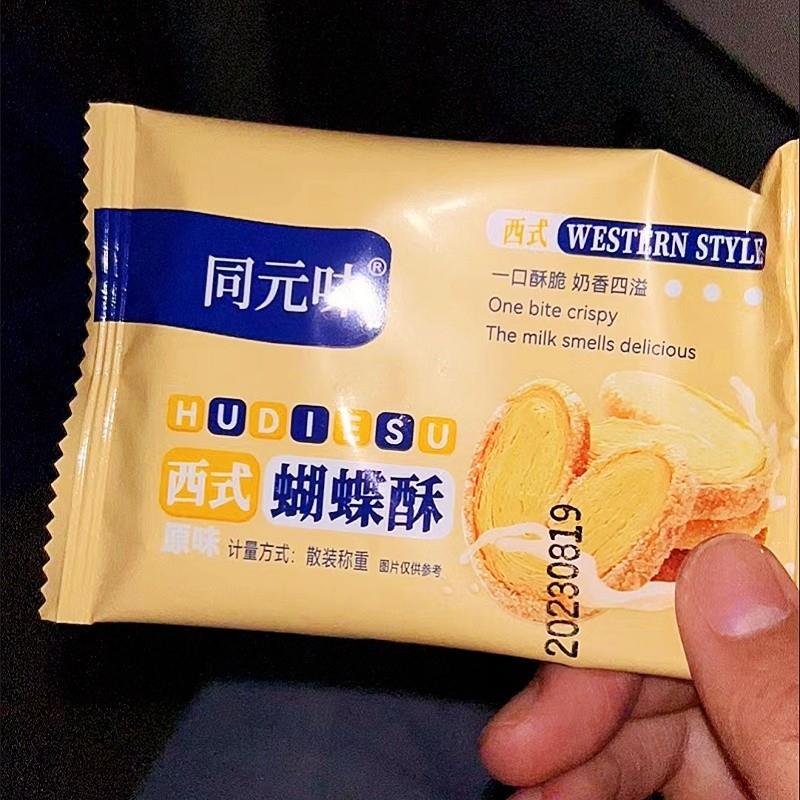 同元味®
西式 WESTERN STYLE
一口酥脆 奶香四溢
One bite crispy
The milk smells delicious
HUDIESU
西式 蝴蝶酥
原味 计量方式：散装称重 图片仅供参考
20230819